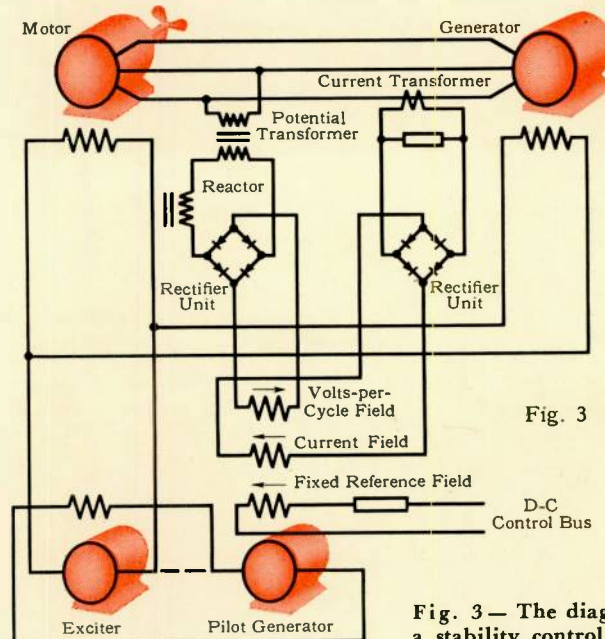 Motor
Generator
Current Transformer
Potential
Transformer
Reactor
Rectifier
Unit
Rectifier
Unit
Volts-per-
Cycle Field
Fig. 3
Current Field
Fixed Reference Field
D-C
Control Bus
Exciter
Pilot Generator
Fig. 3 — The diag
a stability control